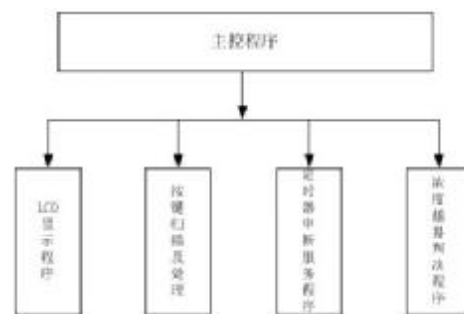 主控程序
LCD显示程序
按键扫描及处理
定时器中断服务程序
浓度越界判决程序